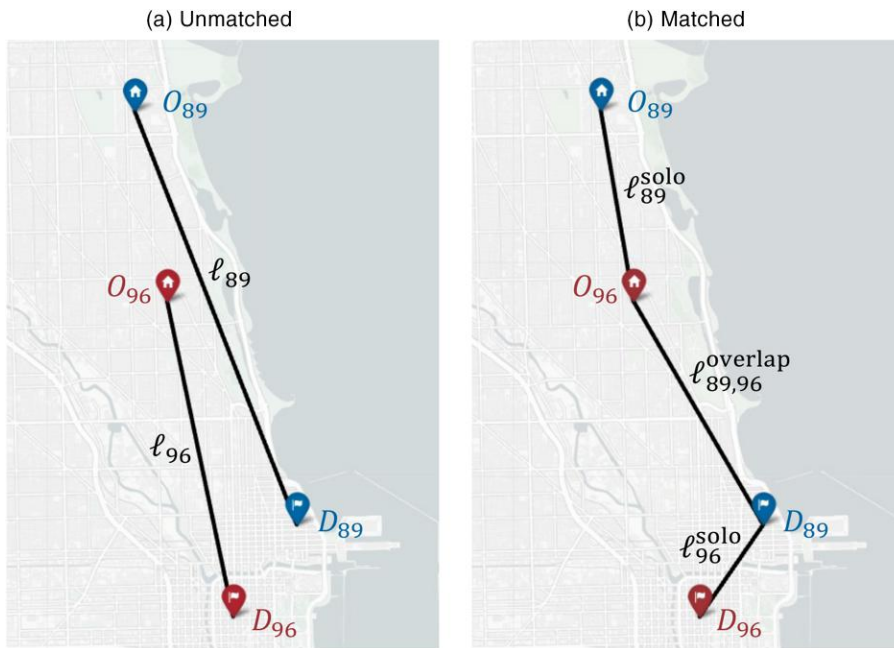 (a) Unmatched
O₈₉
ℓ₈₉
O₉₆
ℓ₉₆
D₈₉
D₉₆
(b) Matched
O₈₉
ℓ₈₉ˢᵒˡᵒ
O₉₆
ℓ₈₉,₉₆ᵒᵛᵉʳˡᵃᵖ
D₈₉
ℓ₉₆ˢᵒˡᵒ
D₉₆